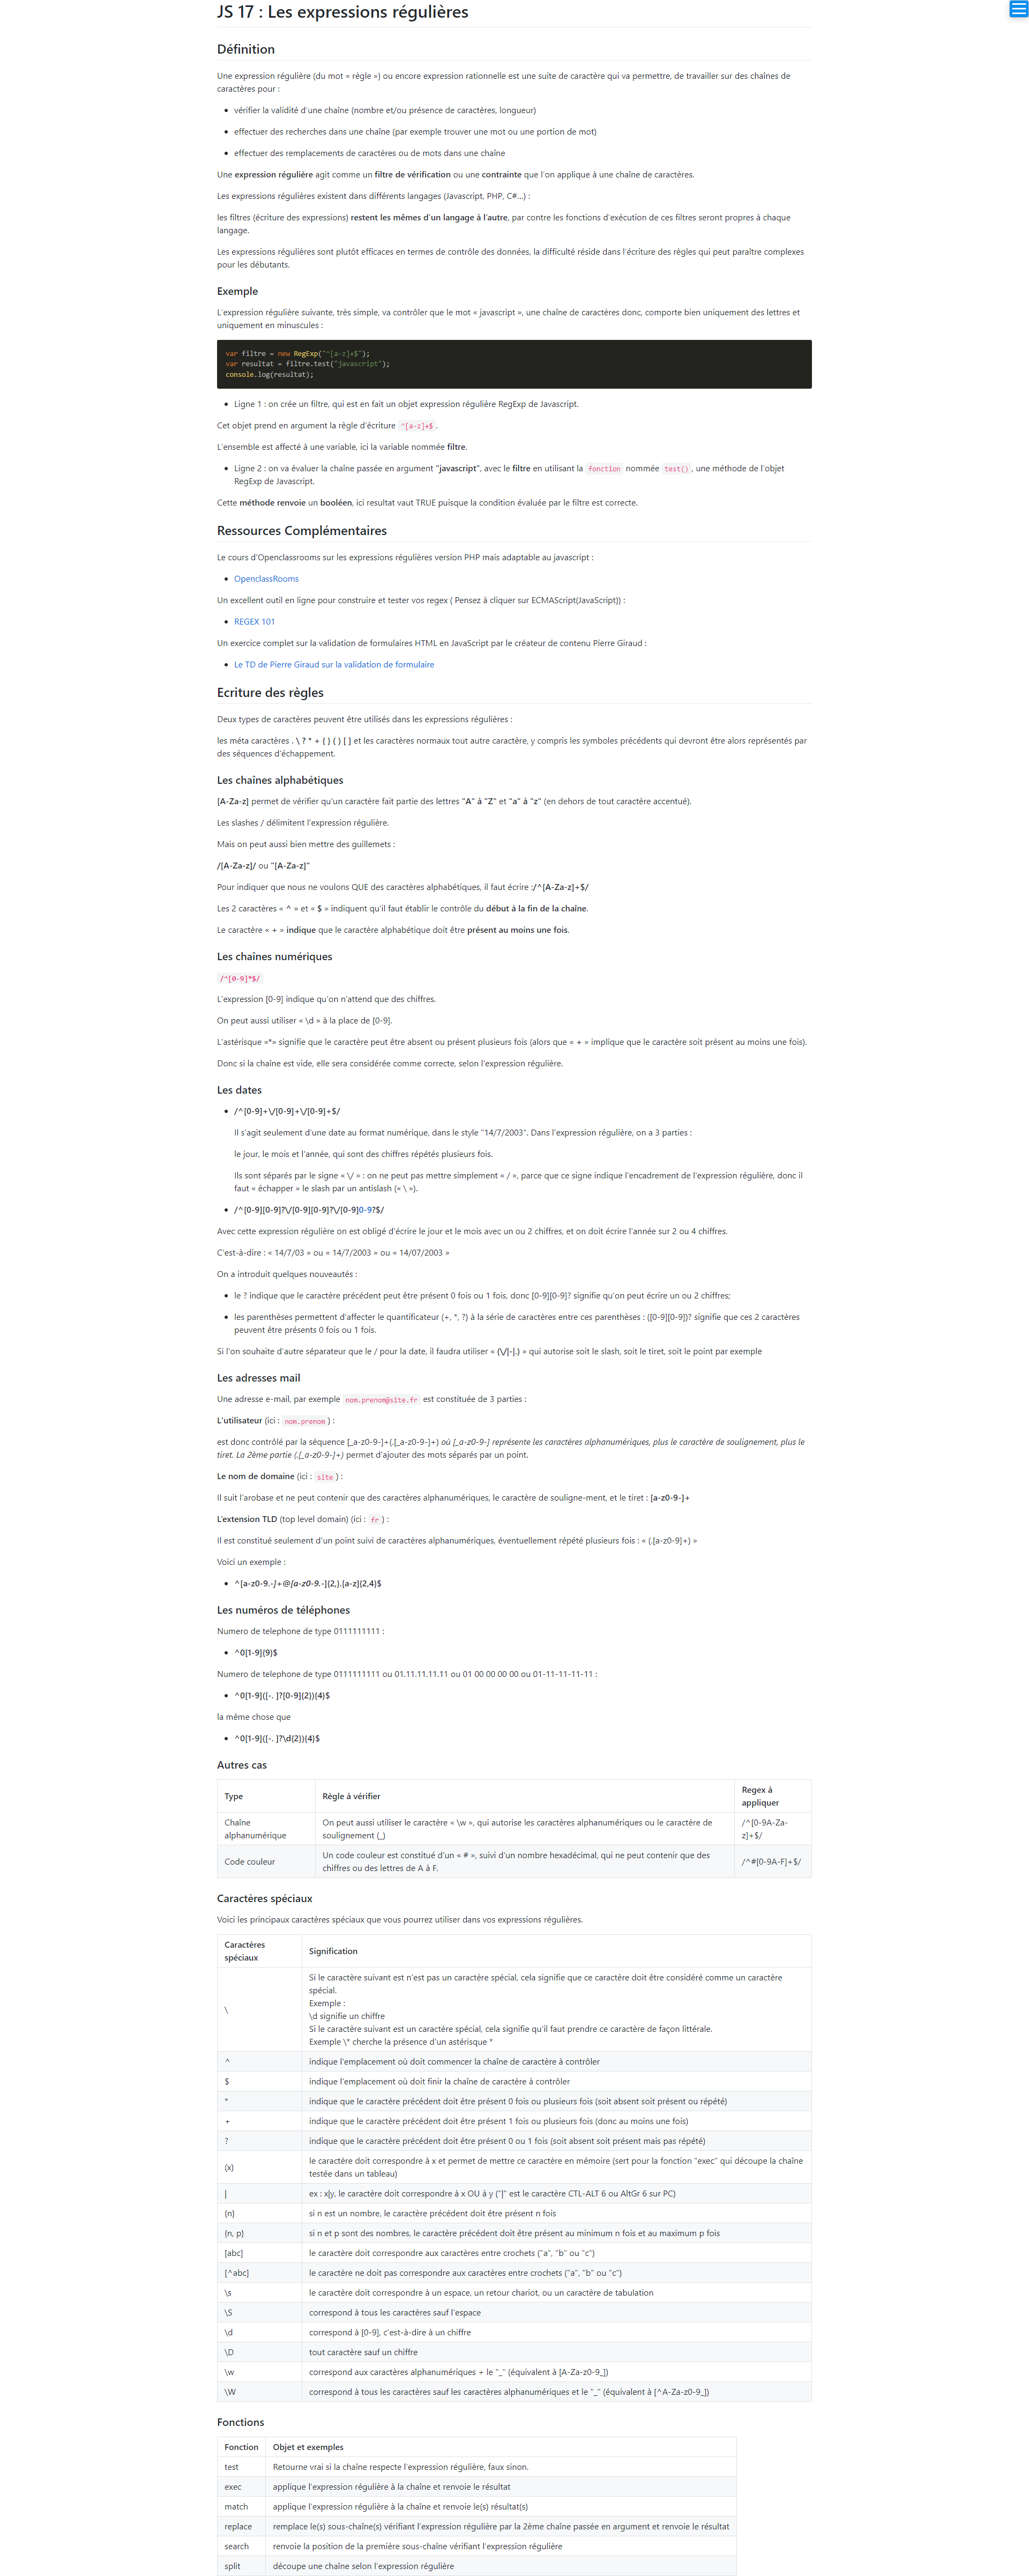 JS 17 : Les expressions régulières
Définition
Une expression régulière (du mot « règle ») ou encore expression rationnelle est une suite de caractère qui va permettre, de travailler sur des chaînes de
caractères pour :
• vérifier la validité d'une chaîne (nombre et/ou présence de caractères, longueur)
• effectuer des recherches dans une chaîne (par exemple trouver une mot ou une portion de mot)
• effectuer des remplacements de caractères ou de mots dans une chaîne
Une expression régulière agit comme un filtre de vérification ou une contrainte que l'on applique à une chaîne de caractères.
Les expressions régulières existent dans différents langages (Javascript, PHP, C#...) :
les filtres (écriture des expressions) restent les mêmes d'un langage à l'autre, par contre les fonctions d'exécution de ces filtres seront propres à chaque
langage.
Les expressions régulières sont plutôt efficaces en termes de contrôle des données, la difficulté réside dans l'écriture des règles qui peut paraître complexes
pour les débutants.
Exemple
L'expression régulière suivante, très simple, va contrôler que le mot « javascript », une chaîne de caractères donc, comporte bien uniquement des lettres et
uniquement en minuscules :
var filtre = new RegExp("^[a-z]+$");
var resultat = filtre.test("javascript");
console.log(resultat);
• Ligne 1 : on crée un filtre, qui est en fait un objet expression régulière RegExp de Javascript.
Cet objet prend en argument la règle d'écriture ^[a-z]+$ .
L'ensemble est affecté à une variable, ici la variable nommée filtre.
• Ligne 2 : on va évaluer la chaîne passée en argument "javascript", avec le filtre en utilisant la fonction nommée test() , une méthode de l'objet
RegExp de Javascript.
Cette méthode renvoie un booléen, ici resultat vaut TRUE puisque la condition évaluée par le filtre est correcte.
Ressources Complémentaires
Le cours d'Openclassrooms sur les expressions régulières version PHP mais adaptable au javascript :
• OpenclassRooms
Un excellent outil en ligne pour construire et tester vos regex ( Pensez à cliquer sur ECMAScript(JavaScript)) :
• REGEX 101
Un exercice complet sur la validation de formulaires HTML en JavaScript par le créateur de contenu Pierre Giraud :
• Le TD de Pierre Giraud sur la validation de formulaire
Ecriture des règles
Deux types de caractères peuvent être utilisés dans les expressions régulières :
les méta caractères . \ ? * + { } ( ) [ ] et les caractères normaux tout autre caractère, y compris les symboles précédents qui devront être alors représentés par
des séquences d'échappement.
Les chaînes alphabétiques
[A-Za-z] permet de vérifier qu'un caractère fait partie des lettres "A" à "Z" et "a" à "z" (en dehors de tout caractère accentué).
Les slashes / délimitent l'expression régulière.
Mais on peut aussi bien mettre des guillemets :
/[A-Za-z]/ ou "[A-Za-z]"
Pour indiquer que nous ne voulons QUE des caractères alphabétiques, il faut écrire :/^[A-Za-z]+$/
Les 2 caractères « ^ » et « $ » indiquent qu'il faut établir le contrôle du début à la fin de la chaîne.
Le caractère « + » indique que le caractère alphabétique doit être présent au moins une fois.
Les chaînes numériques
/^[0-9]*$/
L'expression [0-9] indique qu'on n'attend que des chiffres.
On peut aussi utiliser « \d » à la place de [0-9].
L'astérisque «*» signifie que le caractère peut être absent ou présent plusieurs fois (alors que « + » implique que le caractère soit présent au moins une fois).
Donc si la chaîne est vide, elle sera considérée comme correcte, selon l'expression régulière.
Les dates
• /^[0-9]+\/[0-9]+\/[0-9]+$/
Il s'agit seulement d'une date au format numérique, dans le style "14/7/2003". Dans l'expression régulière, on a 3 parties :
le jour, le mois et l'année, qui sont des chiffres répétés plusieurs fois.
Ils sont séparés par le signe « \/ » : on ne peut pas mettre simplement « / », parce que ce signe indique l'encadrement de l'expression régulière, donc il
faut « échapper » le slash par un antislash (« \ »).
• /^[0-9][0-9]?\/[0-9][0-9]?\/[0-9]0-9?$/
Avec cette expression régulière on est obligé d'écrire le jour et le mois avec un ou 2 chiffres, et on doit écrire l'année sur 2 ou 4 chiffres.
C'est-à-dire : « 14/7/03 » ou « 14/7/2003 » ou « 14/07/2003 »
On a introduit quelques nouveautés :
• le ? indique que le caractère précédent peut être présent 0 fois ou 1 fois, donc [0-9][0-9]? signifie qu'on peut écrire un ou 2 chiffres;
• les parenthèses permettent d'affecter le quantificateur (+, *, ?) à la série de caractères entre ces parenthèses : ([0-9][0-9])? signifie que ces 2 caractères
peuvent être présents 0 fois ou 1 fois.
Si l'on souhaite d'autre séparateur que le / pour la date, il faudra utiliser « (\/|-|.) » qui autorise soit le slash, soit le tiret, soit le point par exemple
Les adresses mail
Une adresse e-mail, par exemple nom.prenom@site.fr est constituée de 3 parties :
L'utilisateur (ici : nom.prenom ) :
est donc contrôlé par la séquence [_a-z0-9-]+(.[_a-z0-9-]+) où [_a-z0-9-] représente les caractères alphanumériques, plus le caractère de soulignement, plus le
tiret. La 2ème partie (.[_a-z0-9-]+) permet d'ajouter des mots séparés par un point.
Le nom de domaine (ici : site ) :
Il suit l'arobase et ne peut contenir que des caractères alphanumériques, le caractère de souligne-ment, et le tiret : [a-z0-9-]+
L'extension TLD (top level domain) (ici : fr ) :
Il est constitué seulement d'un point suivi de caractères alphanumériques, éventuellement répété plusieurs fois : « (.[a-z0-9]+) »
Voici un exemple :
• ^[a-z0-9.-]+@[a-z0-9.-]{2,}.[a-z]{2,4}$
Les numéros de téléphones
Numero de telephone de type 0111111111 :
• ^0[1-9]{9}$
Numero de telephone de type 0111111111 ou 01.11.11.11.11 ou 01 00 00 00 00 ou 01-11-11-11-11 :
• ^0[1-9]([-. ]?[0-9]{2}){4}$
la même chose que
• ^0[1-9]([-. ]?\d{2}){4}$
Autres cas
Type Règle à vérifier Regex à
appliquer
Chaîne
alphanumérique On peut aussi utiliser le caractère « \w », qui autorise les caractères alphanumériques ou le caractère de
soulignement (_) /^[0-9A-Za-
z]+$/
Code couleur Un code couleur est constitué d'un « # », suivi d'un nombre hexadécimal, qui ne peut contenir que des
chiffres ou des lettres de A à F. /^#[0-9A-F]+$/
Caractères spéciaux
Voici les principaux caractères spéciaux que vous pourrez utiliser dans vos expressions régulières.
Caractères
spéciaux Signification
\ Si le caractère suivant est n'est pas un caractère spécial, cela signifie que ce caractère doit être considéré comme un caractère
spécial.
Exemple :
\d signifie un chiffre
Si le caractère suivant est un caractère spécial, cela signifie qu'il faut prendre ce caractère de façon littérale.
Exemple \* cherche la présence d'un astérisque *
^ indique l'emplacement où doit commencer la chaîne de caractère à contrôler
$ indique l'emplacement où doit finir la chaîne de caractère à contrôler
* indique que le caractère précédent doit être présent 0 fois ou plusieurs fois (soit absent soit présent ou répété)
+ indique que le caractère précédent doit être présent 1 fois ou plusieurs fois (donc au moins une fois)
? indique que le caractère précédent doit être présent 0 ou 1 fois (soit absent soit présent mais pas répété)
(x) le caractère doit correspondre à x et permet de mettre ce caractère en mémoire (sert pour la fonction "exec" qui découpe la chaîne
testée dans un tableau)
| ex : x|y, le caractère doit correspondre à x OU à y ("|" est le caractère CTL-ALT 6 ou AltGr 6 sur PC)
{n} si n est un nombre, le caractère précédent doit être présent n fois
{n, p} si n et p sont des nombres, le caractère précédent doit être présent au minimum n fois et au maximum p fois
[abc] le caractère doit correspondre aux caractères entre crochets ("a", "b" ou "c")
[^abc] le caractère ne doit pas correspondre aux caractères entre crochets ("a", "b" ou "c")
\s le caractère doit correspondre à un espace, un retour chariot, ou un caractère de tabulation
\S correspond à tous les caractères sauf l'espace
\d correspond à [0-9], c'est-à-dire à un chiffre
\D tout caractère sauf un chiffre
\w correspond aux caractères alphanumériques + le "_" (équivalent à [A-Za-z0-9_])
\W correspond à tous les caractères sauf les caractères alphanumériques et le "_" (équivalent à [^A-Za-z0-9_])
Fonctions
Fonction Objet et exemples
test Retourne vrai si la chaîne respecte l'expression régulière, faux sinon.
exec applique l'expression régulière à la chaîne et renvoie le résultat
match applique l'expression régulière à la chaîne et renvoie le(s) résultat(s)
replace remplace le(s) sous-chaîne(s) vérifiant l'expression régulière par la 2ème chaîne passée en argument et renvoie le résultat
search renvoie la position de la première sous-chaîne vérifiant l'expression régulière
split découpe une chaîne selon l'expression régulière